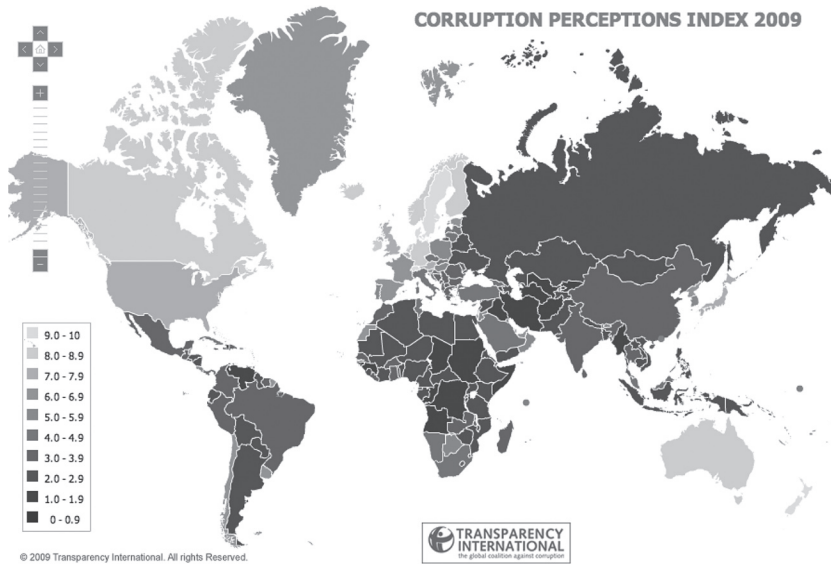 CORRUPTION PERCEPTIONS INDEX 2009
9.0 - 10
8.0 - 8.9
7.0 - 7.9
6.0 - 6.9
5.0 - 5.9
4.0 - 4.9
3.0 - 3.9
2.0 - 2.9
1.0 - 1.9
0 - 0.9
TRANSPARENCY
INTERNATIONAL
the global coalition against corruption
© 2009 Transparency International. All rights Reserved.